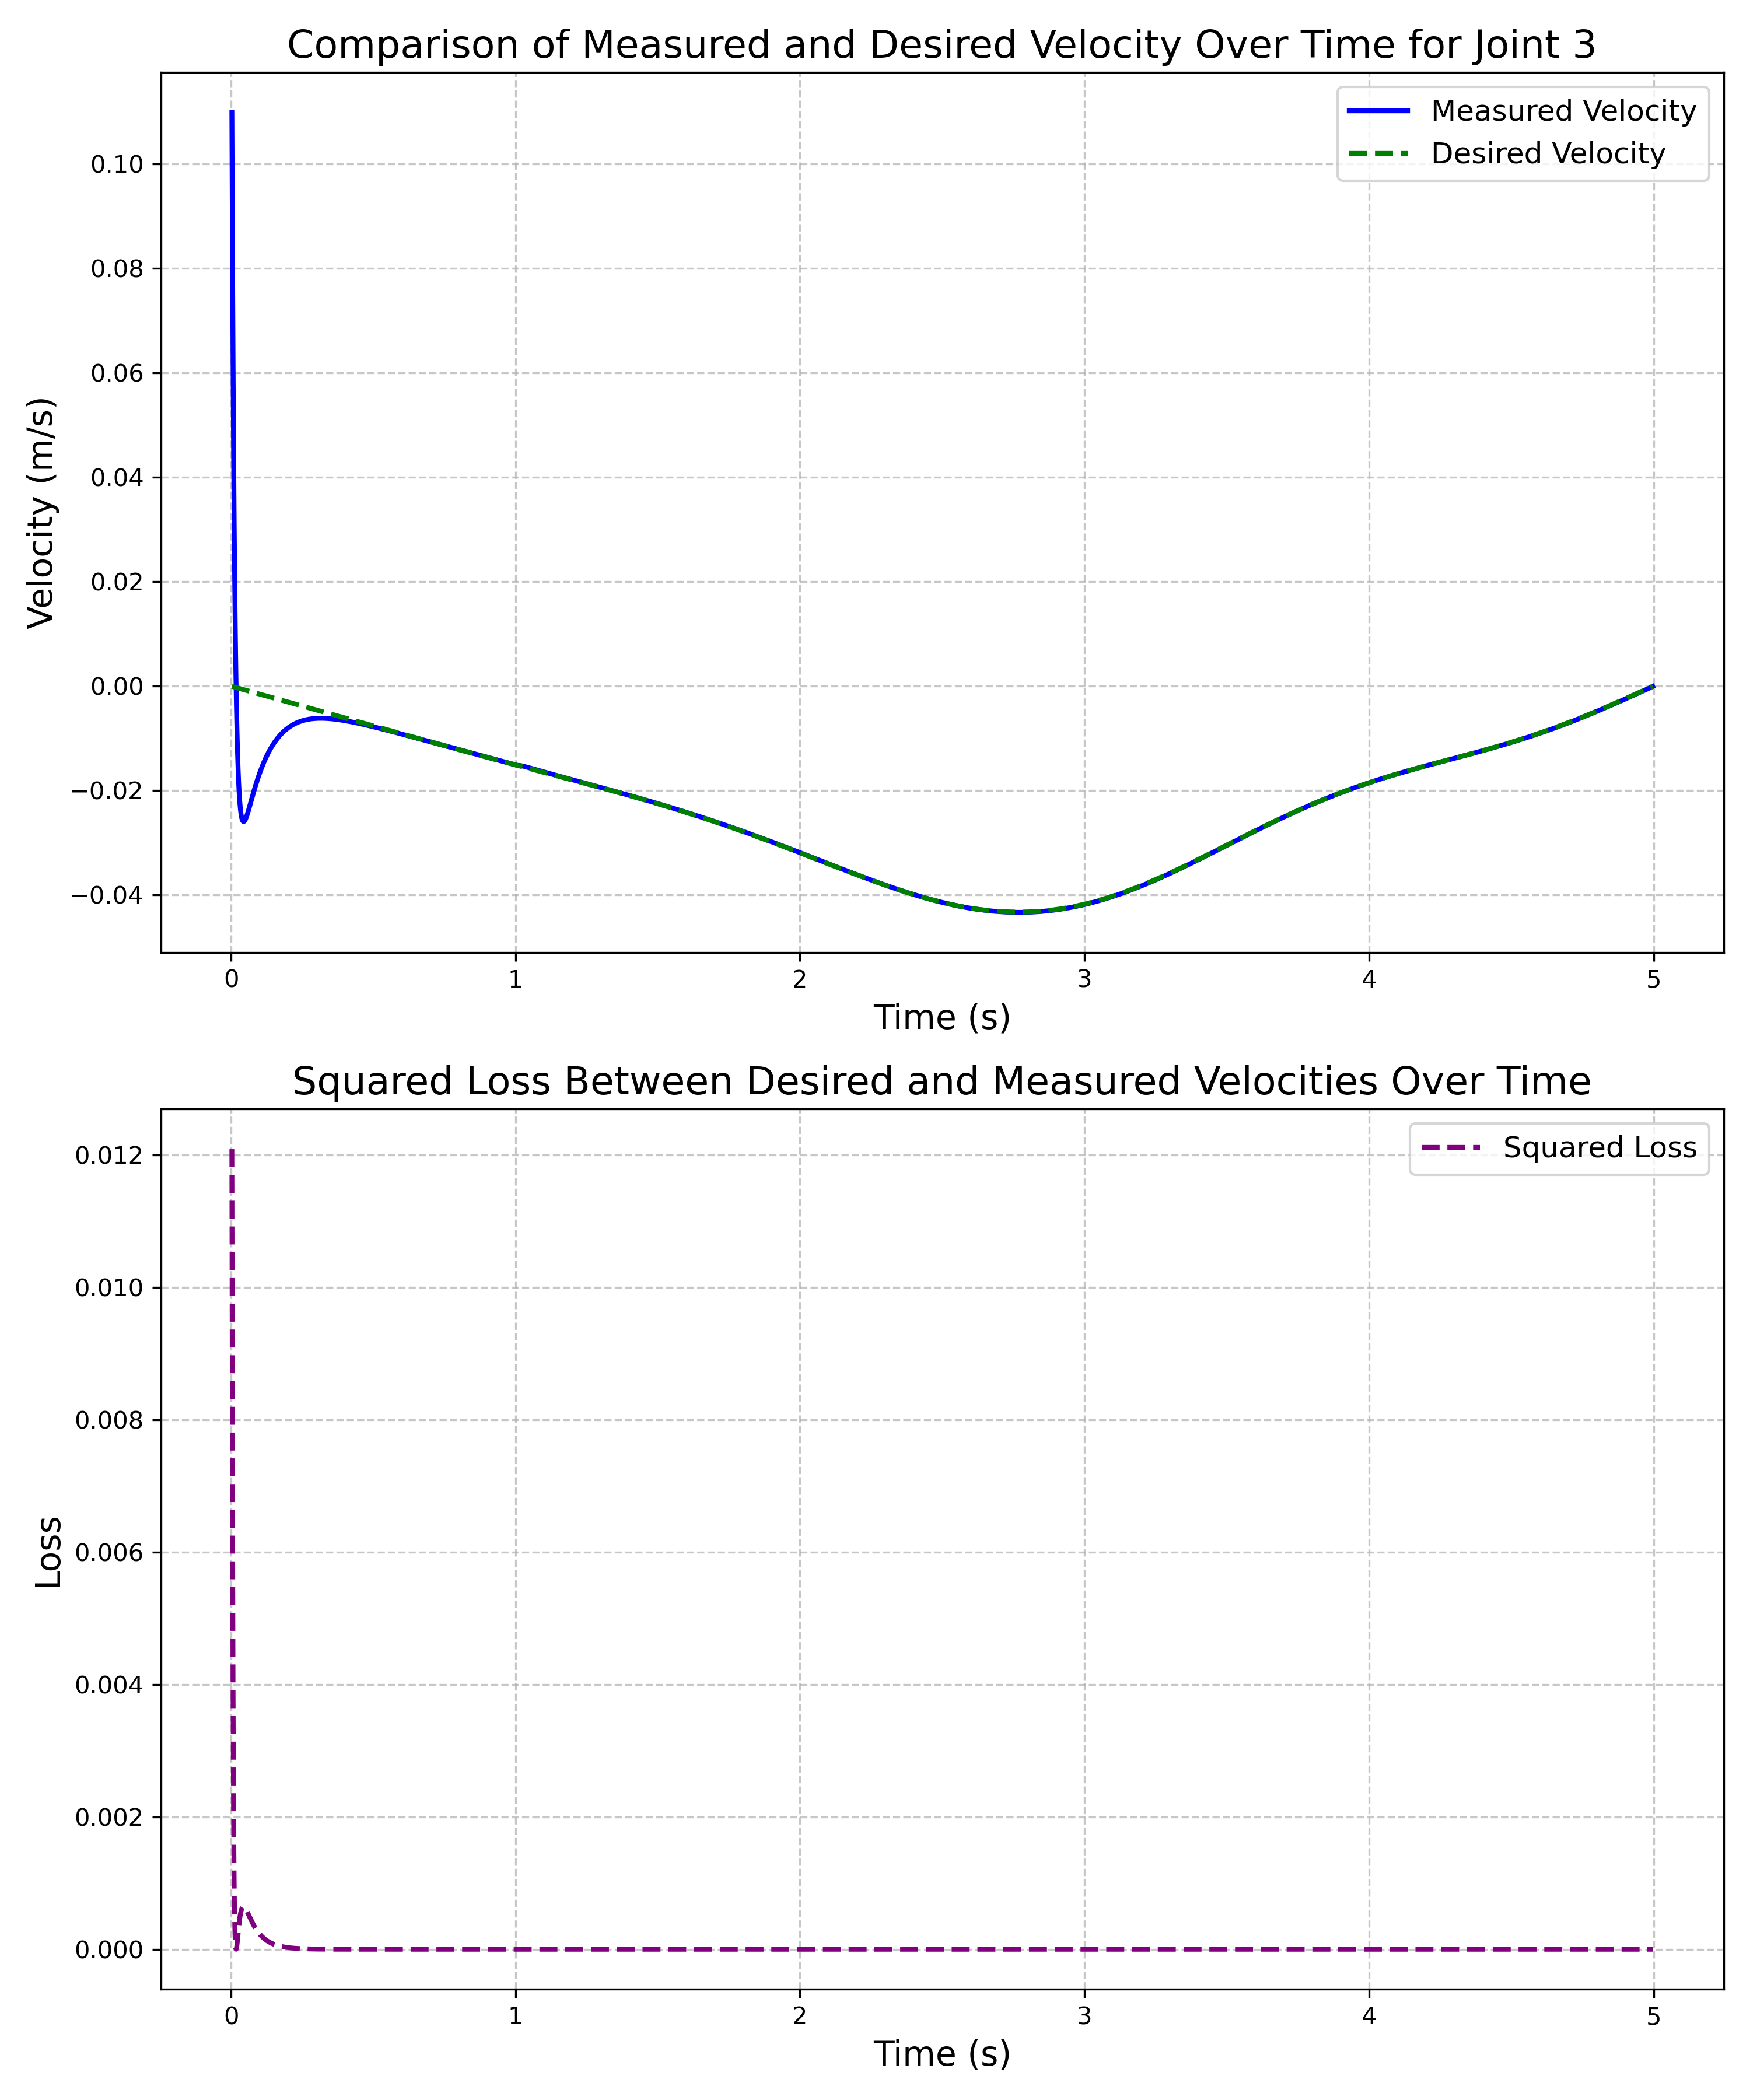 Comparison of Measured and Desired Velocity Over Time for Joint 3
Measured Velocity
Desired Velocity
0.10
0.08
0.06
0.04
0.02
0.00
−0.02
−0.04
Velocity (m/s)
0 1 2 3 4 5
Time (s)
Squared Loss Between Desired and Measured Velocities Over Time
Squared Loss
0.012
0.010
0.008
0.006
0.004
0.002
0.000
Loss
0 1 2 3 4 5
Time (s)